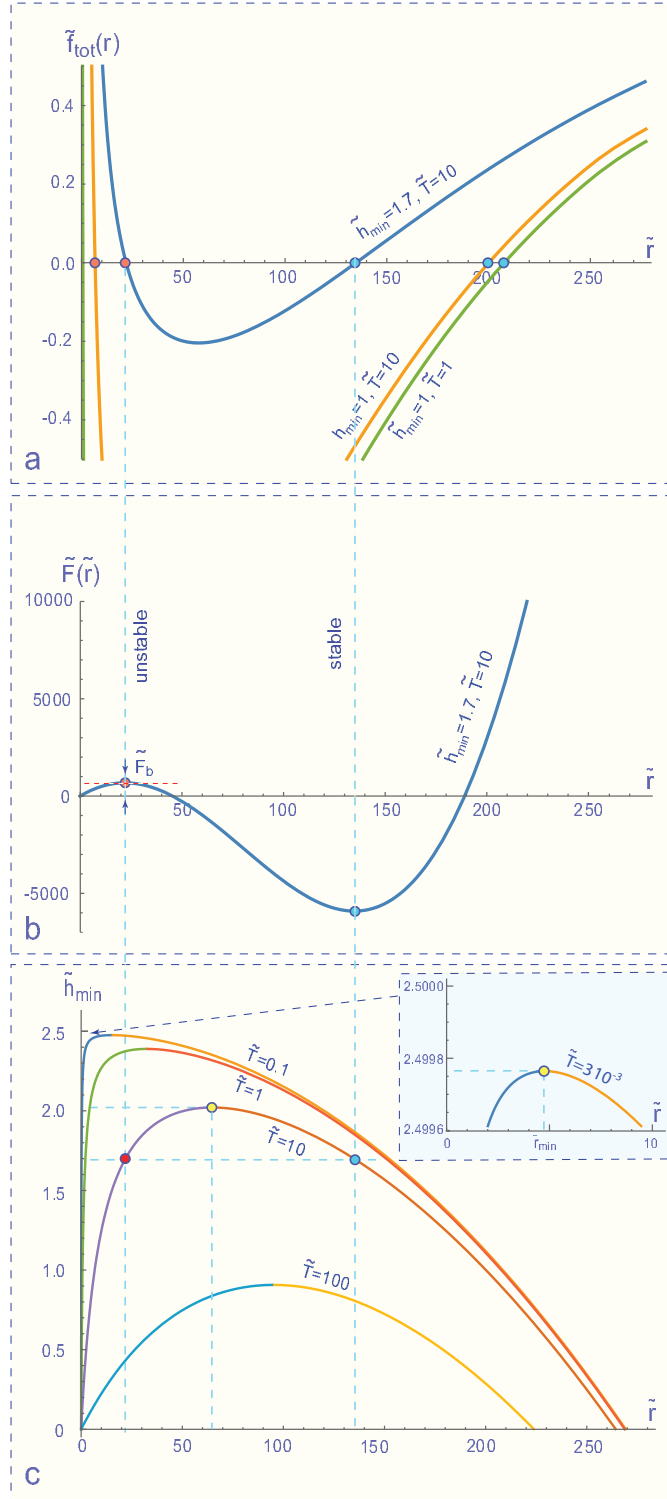 f̃tot(r)
0.4
0.2
0.0
-0.2
-0.4
50
100
150
200
250
r̃
h̃min=1.7, T̃=10
h̃min=1, T̃=10
h̃min=1, T̃=1
a
F̃(r̃)
10000
5000
0
-5000
50
100
150
200
250
r̃
unstable
stable
F̃b
h̃min=1.7, T̃=10
b
h̃min
2.5
2.0
1.5
1.0
0.5
0
0
50
100
150
200
250
r̃
T̃=0.1
T̃=1
T̃=10
T̃=100
2.5000
2.4998
2.4996
0
r̃min
10
r̃
T̃=310-3
c